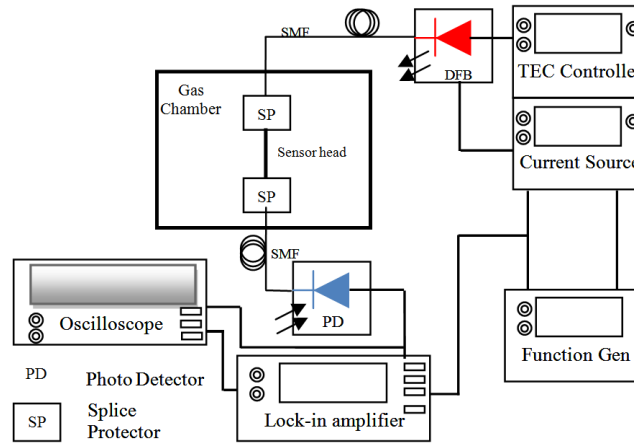 SMF
DFB
TEC Controlle
Gas
Chamber
SP
Sensor head
SP
Current Source
SMF
PD
Oscilloscope
Function Gen
Lock-in amplifier
PD Photo Detector
SP Splice
Protector